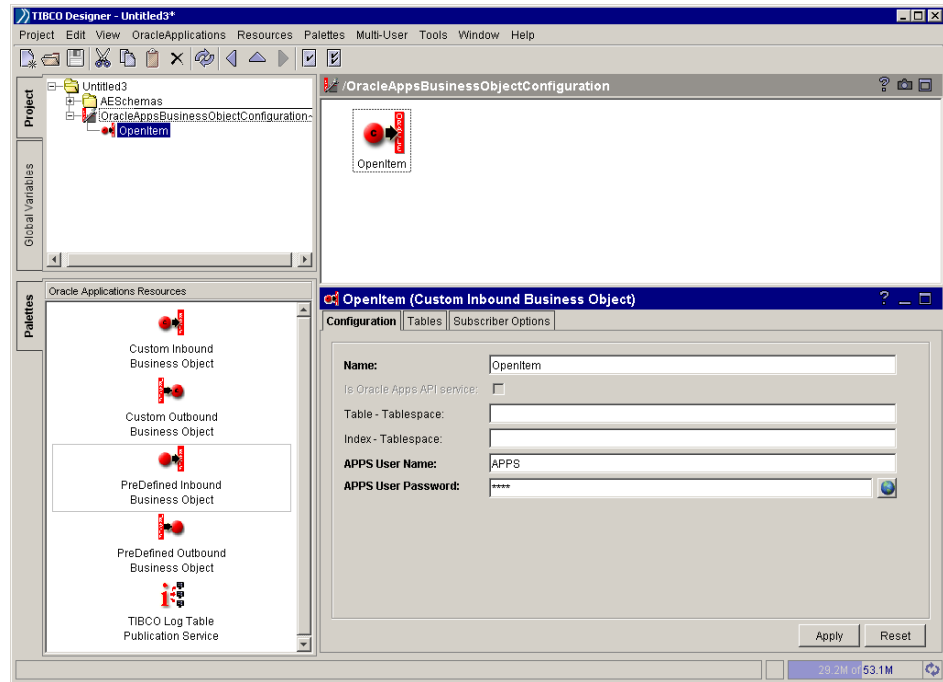 TIBCO Designer - Untitled3*
Project Edit View OracleApplications Resources Palettes Multi-User Tools Window Help
Project
Global Variables
Untitled3
AESchemas
OracleAppsBusinessObjectConfiguration~
OpenItem
/OracleAppsBusinessObjectConfiguration
OpenItem
Palettes
Oracle Applications Resources
Custom Inbound
Business Object
Custom Outbound
Business Object
PreDefined Inbound
Business Object
PreDefined Outbound
Business Object
TIBCO Log Table
Publication Service
OpenItem (Custom Inbound Business Object)
Configuration Tables Subscriber Options
Name: OpenItem
Is Oracle Apps API service:
Table - Tablespace:
Index - Tablespace:
APPS User Name: APPS
APPS User Password: ****
Apply Reset
29.2M of 53.1M